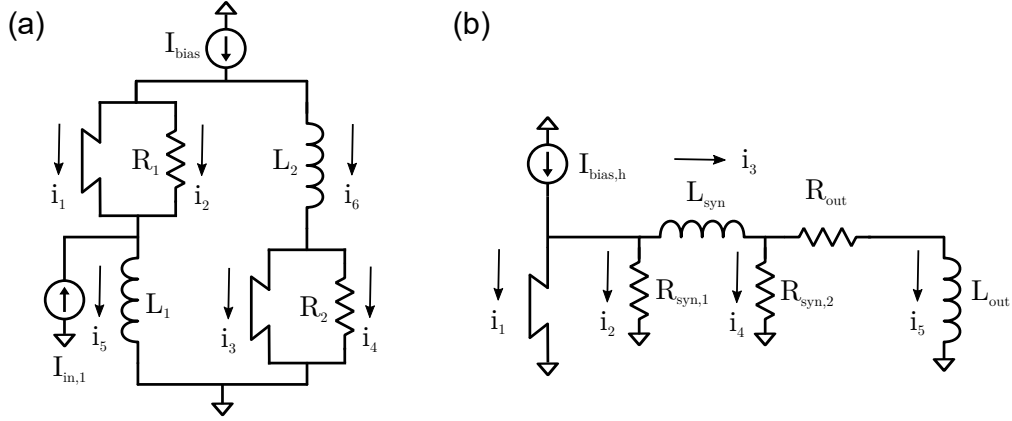 (a)
I_bias
R_1
L_2
i_1
i_2
i_6
L_1
R_2
i_5
i_3
i_4
I_in,1
(b)
I_bias,h
i_3
L_syn
R_out
R_syn,1
R_syn,2
L_out
i_1
i_2
i_4
i_5